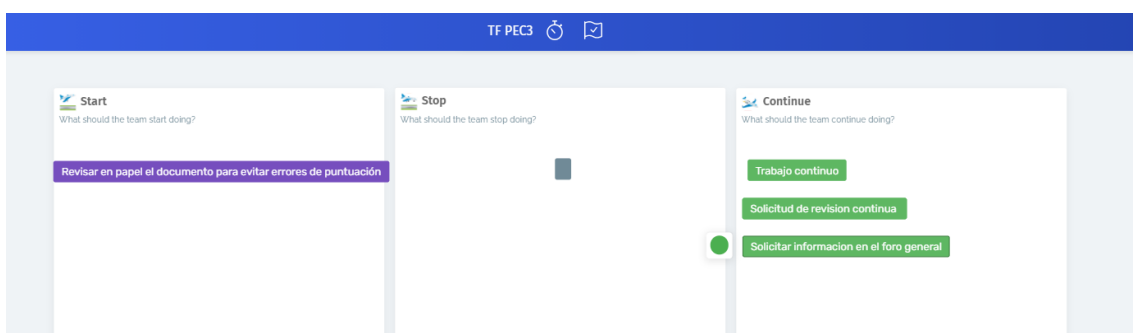 TF PEC3
Start
What should the team start doing?
Revisar en papel el documento para evitar errores de puntuación
Stop
What should the team stop doing?
Continue
What should the team continue doing?
Trabajo continuo
Solicitud de revision continua
Solicitar informacion en el foro general